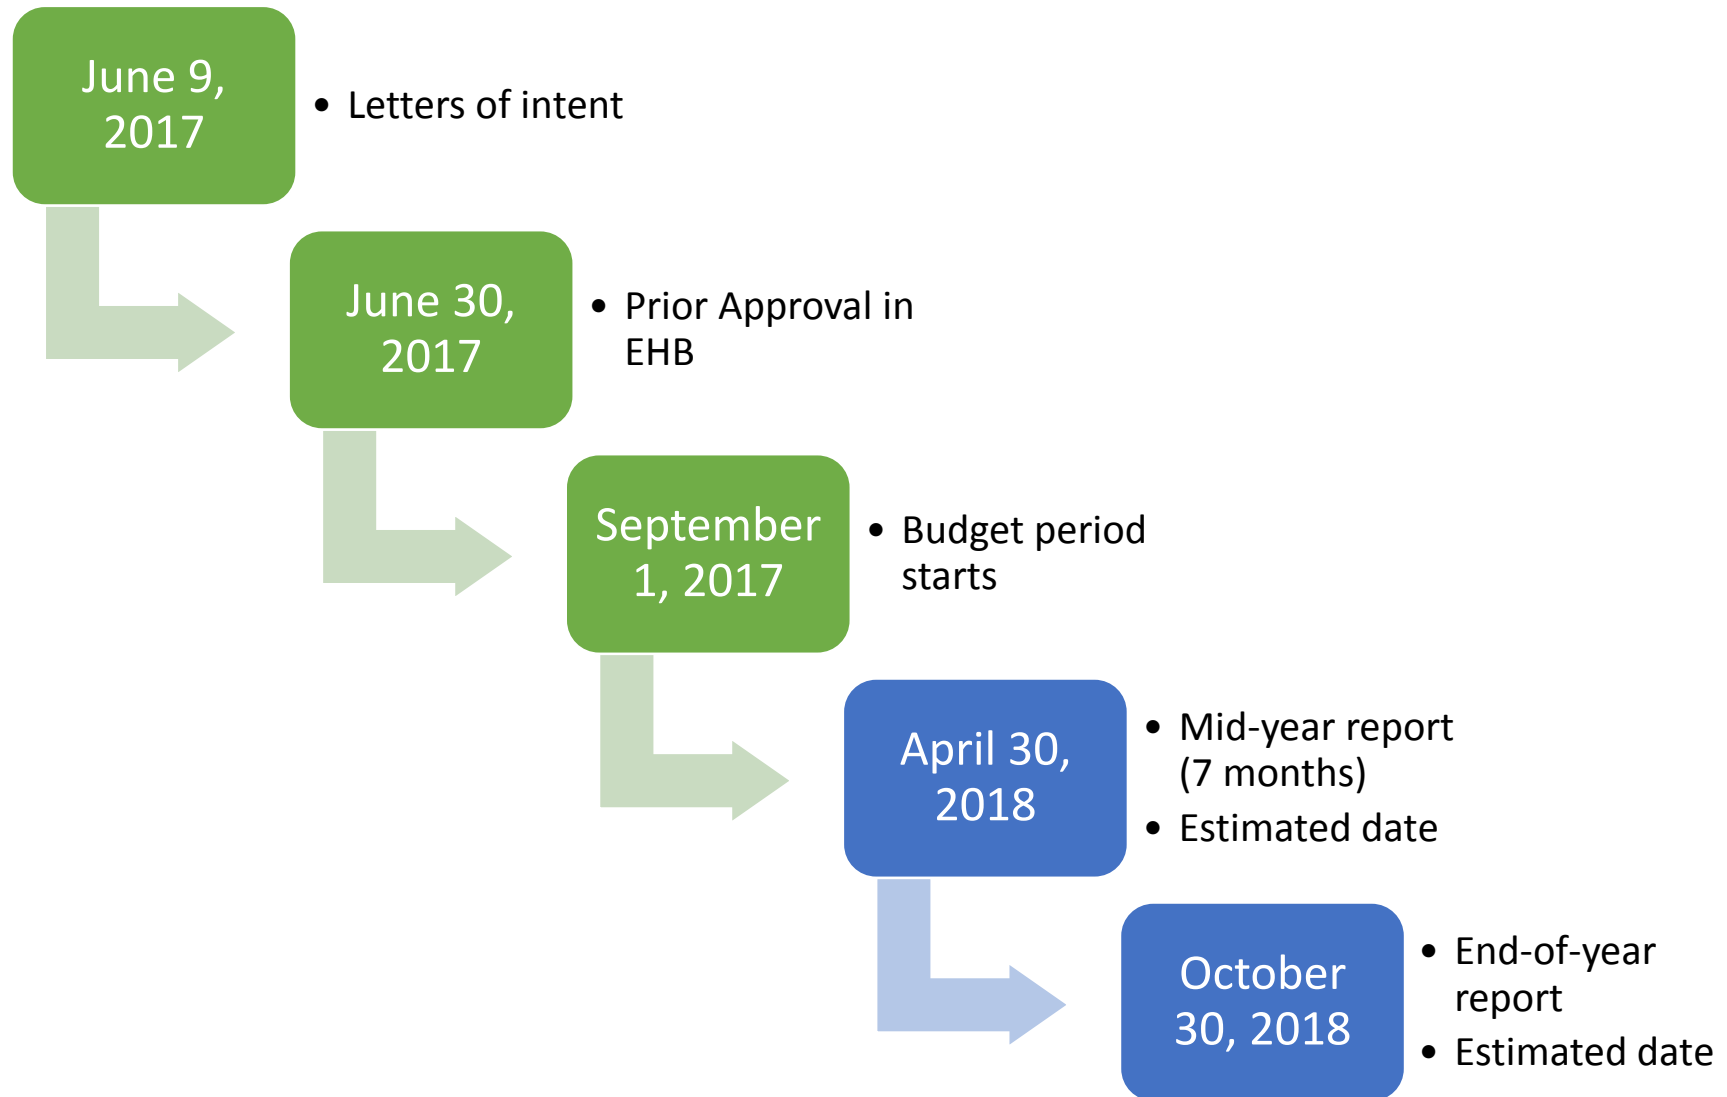 June 9,
2017
• Letters of intent
June 30,
2017
• Prior Approval in
EHB
September
1, 2017
• Budget period
starts
April 30,
2018
• Mid-year report
(7 months)
• Estimated date
October
30, 2018
• End-of-year
report
• Estimated date